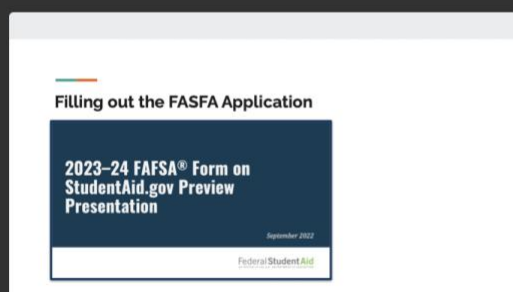 Filling out the FASFA Application
2023–24 FAFSA® Form on
StudentAid.gov Preview
Presentation
September 2022
Federal Student Aid